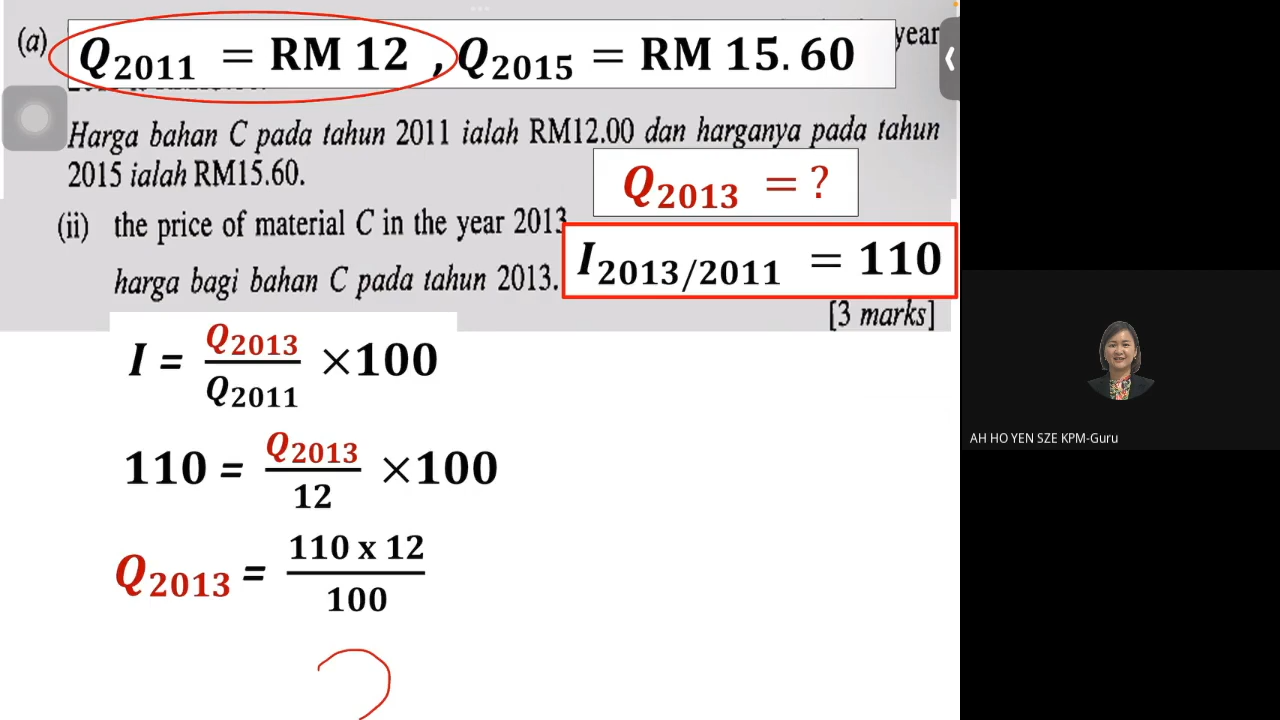 (a) Q₂₀₁₁ = RM 12 , Q₂₀₁₅ = RM 15.60 year
Harga bahan C pada tahun 2011 ialah RM12.00 dan harganya pada tahun
2015 ialah RM15.60.
Q₂₀₁₃ = ?
(ii) the price of material C in the year 2013
I₂₀₁₃/₂₀₁₁ = 110
harga bagi bahan C pada tahun 2013.
[3 marks]
I = Q₂₀₁₃/Q₂₀₁₁ ×100
110 = Q₂₀₁₃/12 ×100
Q₂₀₁₃ = 110 x 12/100
AH HO YEN SZE KPM-Guru